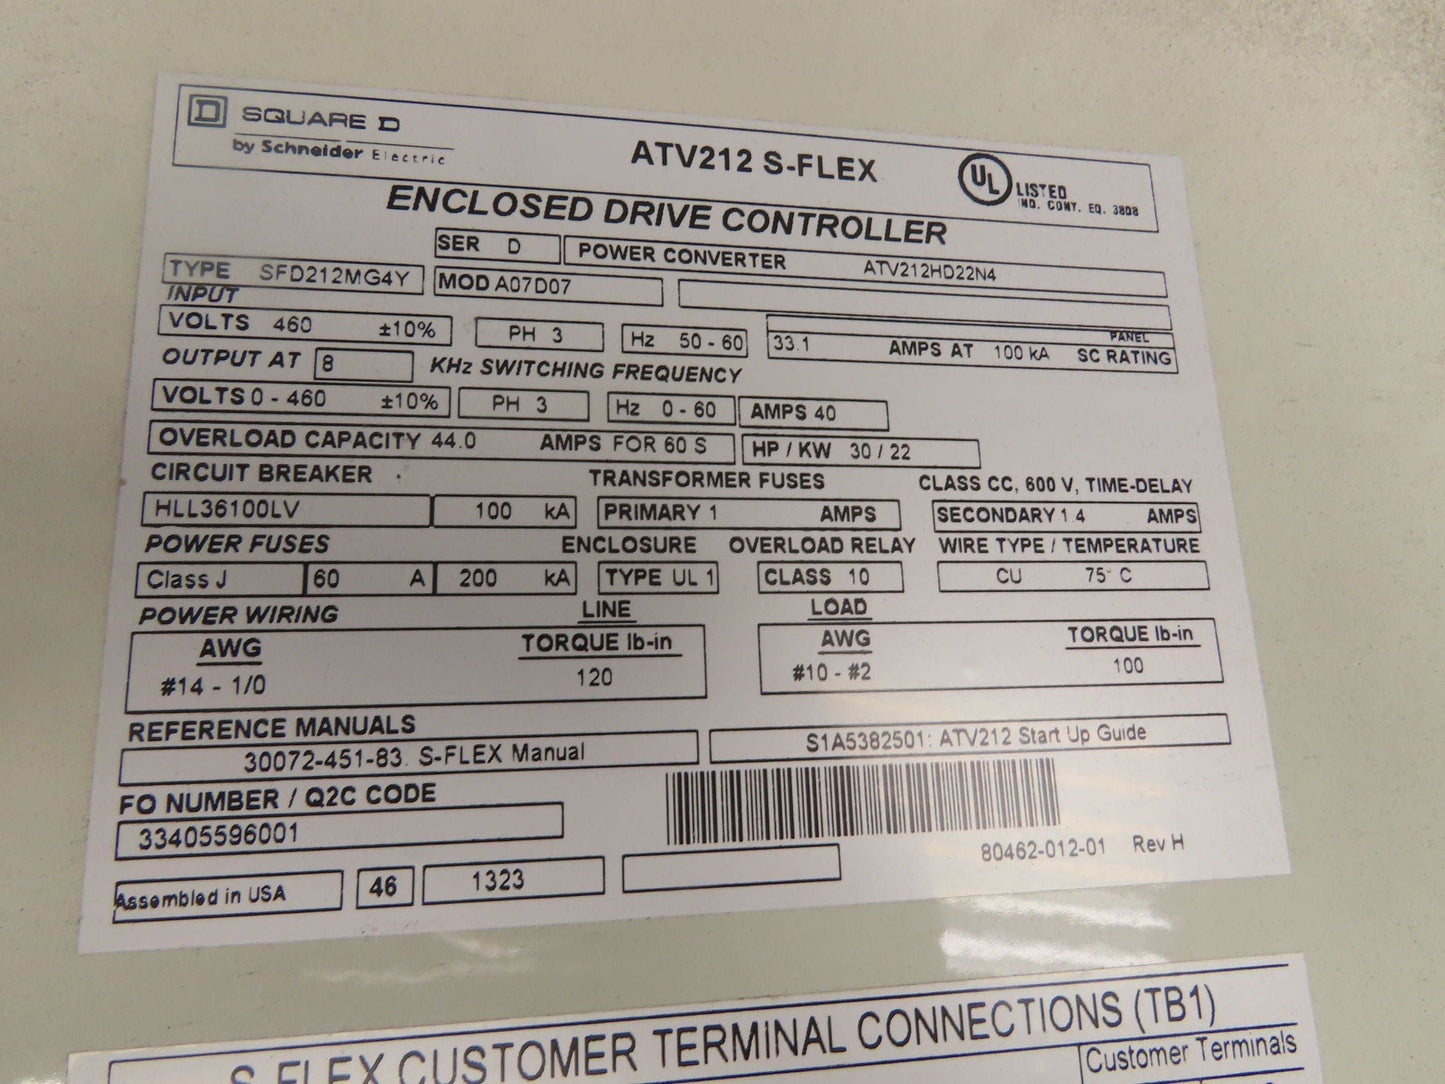 SQUARE D
by Schneider Electric
ATV212 S-FLEX
UL LISTED
IND. CONT. EQ. 3808
ENCLOSED DRIVE CONTROLLER
SER D POWER CONVERTER ATV212HD22N4
TYPE SFD212MG4Y MOD A07D07
INPUT
VOLTS 460 ±10% PH 3 Hz 50 - 60 33.1 AMPS AT 100 kA PANEL SC RATING
OUTPUT AT 8 KHz SWITCHING FREQUENCY
VOLTS 0 - 460 ±10% PH 3 Hz 0 - 60 AMPS 40
OVERLOAD CAPACITY 44.0 AMPS FOR 60 S HP / KW 30 / 22
CIRCUIT BREAKER TRANSFORMER FUSES CLASS CC, 600 V, TIME-DELAY
HLL36100LV 100 kA PRIMARY 1 AMPS SECONDARY 1.4 AMPS
POWER FUSES ENCLOSURE OVERLOAD RELAY WIRE TYPE / TEMPERATURE
Class J 60 A 200 kA TYPE UL 1 CLASS 10 CU 75° C
POWER WIRING LINE LOAD
AWG TORQUE lb-in AWG TORQUE lb-in
#14 - 1/0 120 #10 - #2 100
REFERENCE MANUALS
30072-451-83. S-FLEX Manual S1A5382501: ATV212 Start Up Guide
FO NUMBER / Q2C CODE
33405596001
80462-012-01 Rev H
Assembled in USA 46 1323
S-FLEX CUSTOMER TERMINAL CONNECTIONS (TB1)
Customer Terminals